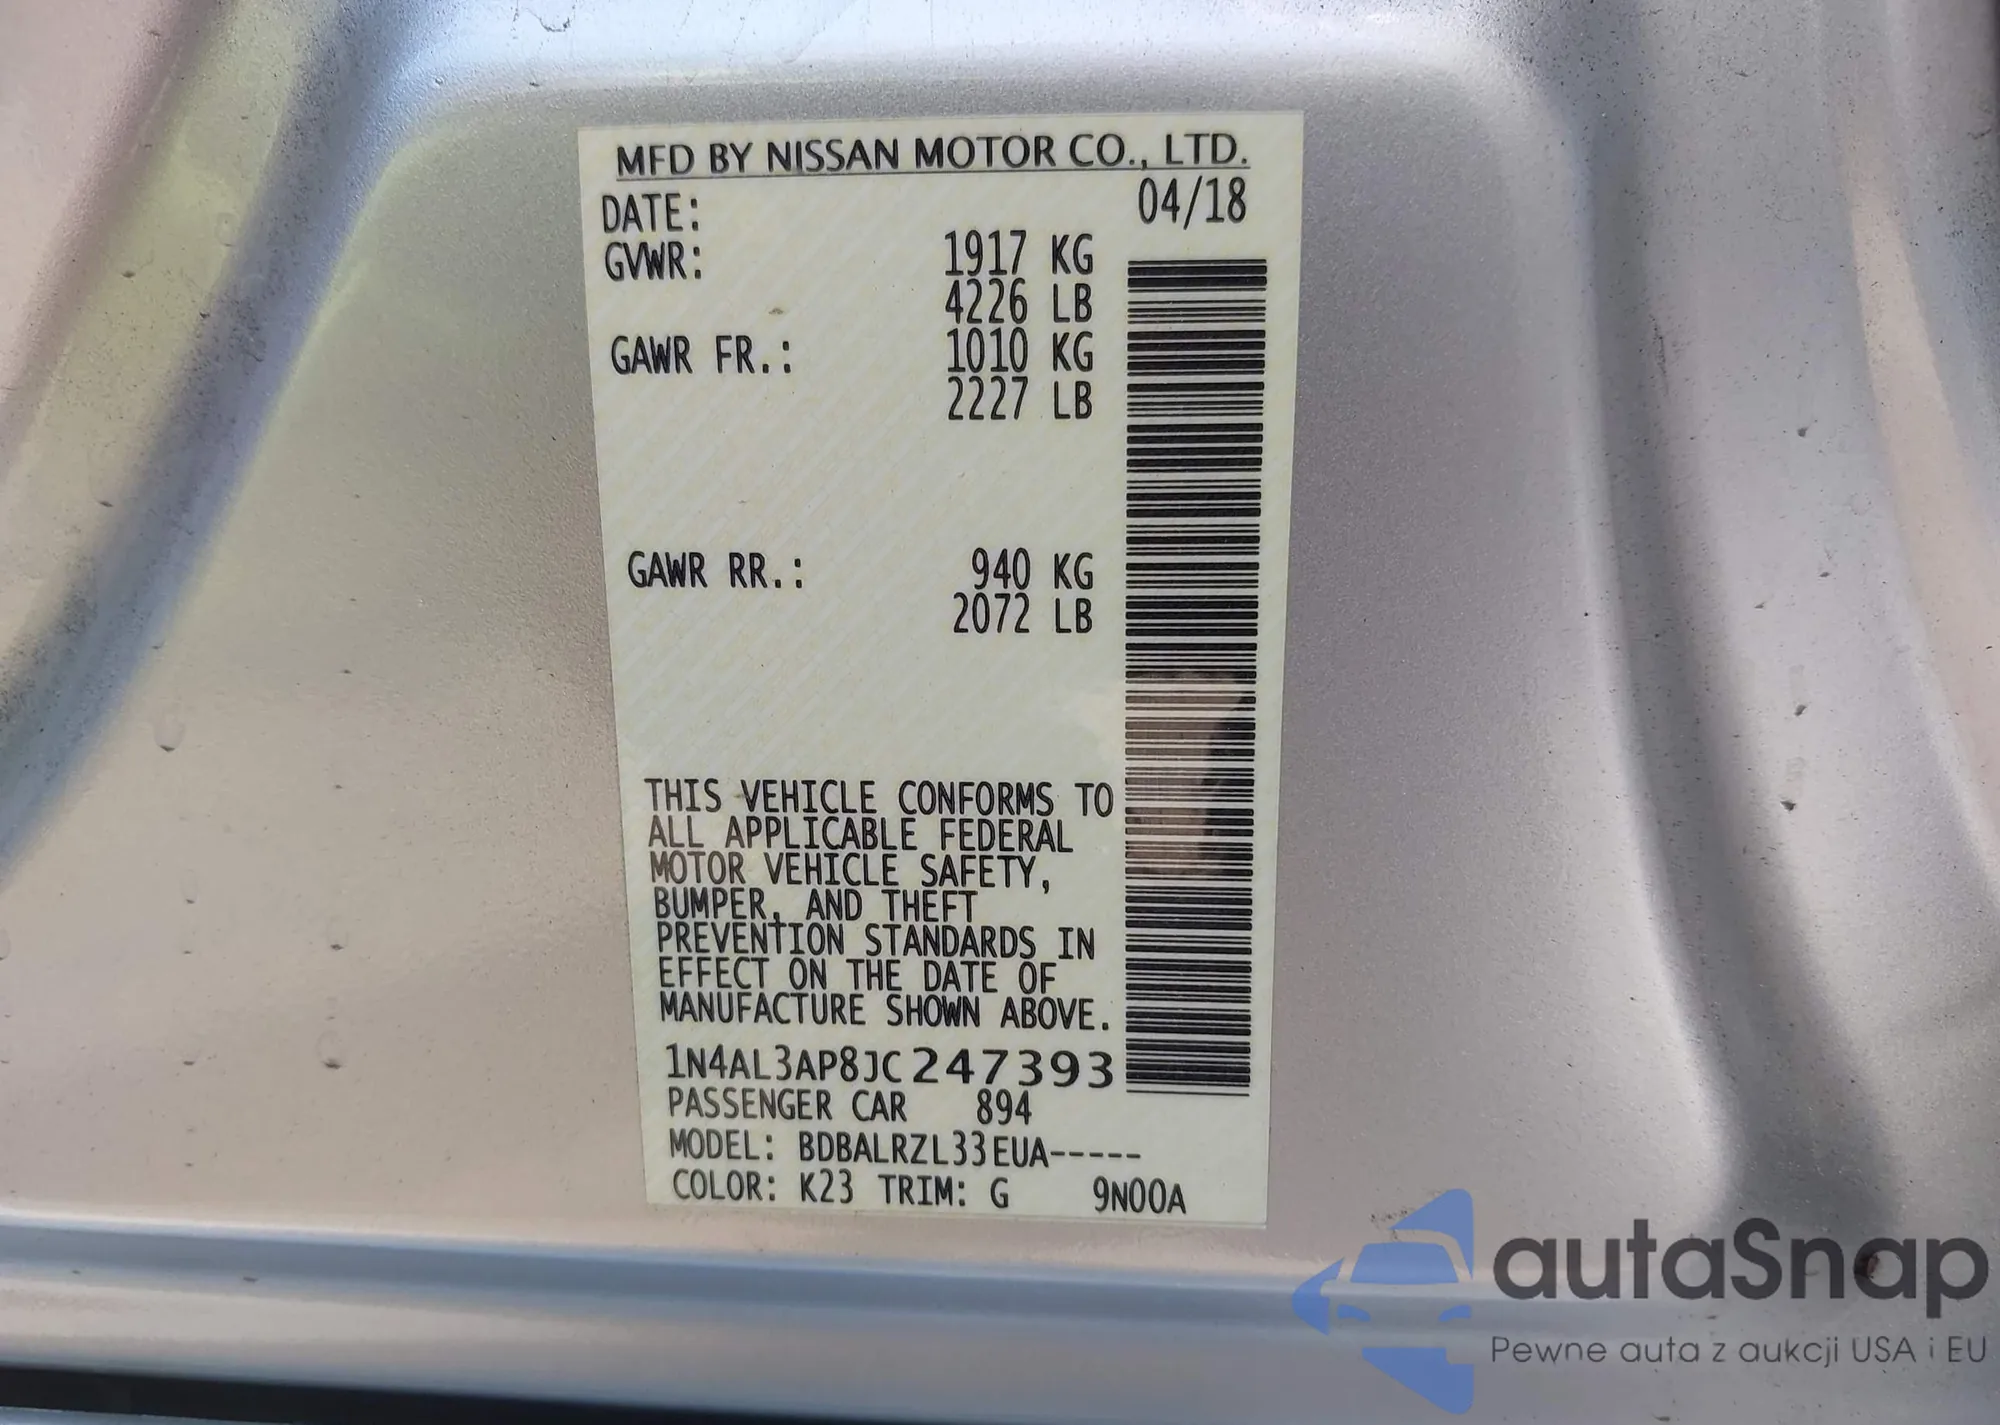 MFD BY NISSAN MOTOR CO., LTD.
DATE: 04/18
GVWR: 1917 KG
4226 LB
GAWR FR.: 1010 KG
2227 LB
GAWR RR.: 940 KG
2072 LB
THIS VEHICLE CONFORMS TO
ALL APPLICABLE FEDERAL
MOTOR VEHICLE SAFETY,
BUMPER, AND THEFT
PREVENTION STANDARDS IN
EFFECT ON THE DATE OF
MANUFACTURE SHOWN ABOVE.
1N4AL3AP8JC247393
PASSENGER CAR 894
MODEL: BDBALRZL33EUA-----
COLOR: K23 TRIM: G 9N00A
autaSnap
Pewne auta z aukcji USA i EU